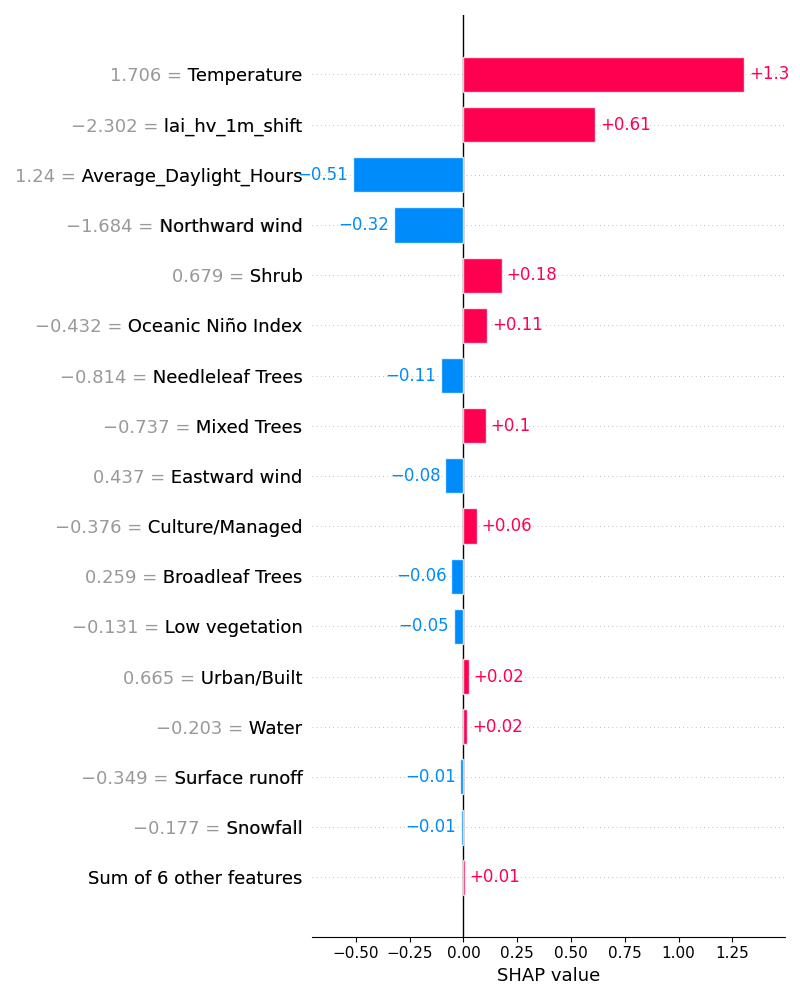 1.706 = Temperature +1.3
−2.302 = lai_hv_1m_shift +0.61
1.24 = Average_Daylight_Hours −0.51
−1.684 = Northward wind −0.32
0.679 = Shrub +0.18
−0.432 = Oceanic Niño Index +0.11
−0.814 = Needleleaf Trees −0.11
−0.737 = Mixed Trees +0.1
0.437 = Eastward wind −0.08
−0.376 = Culture/Managed +0.06
0.259 = Broadleaf Trees −0.06
−0.131 = Low vegetation −0.05
0.665 = Urban/Built +0.02
−0.203 = Water +0.02
−0.349 = Surface runoff −0.01
−0.177 = Snowfall −0.01
Sum of 6 other features +0.01
−0.50 −0.25 0.00 0.25 0.50 0.75 1.00 1.25
SHAP value